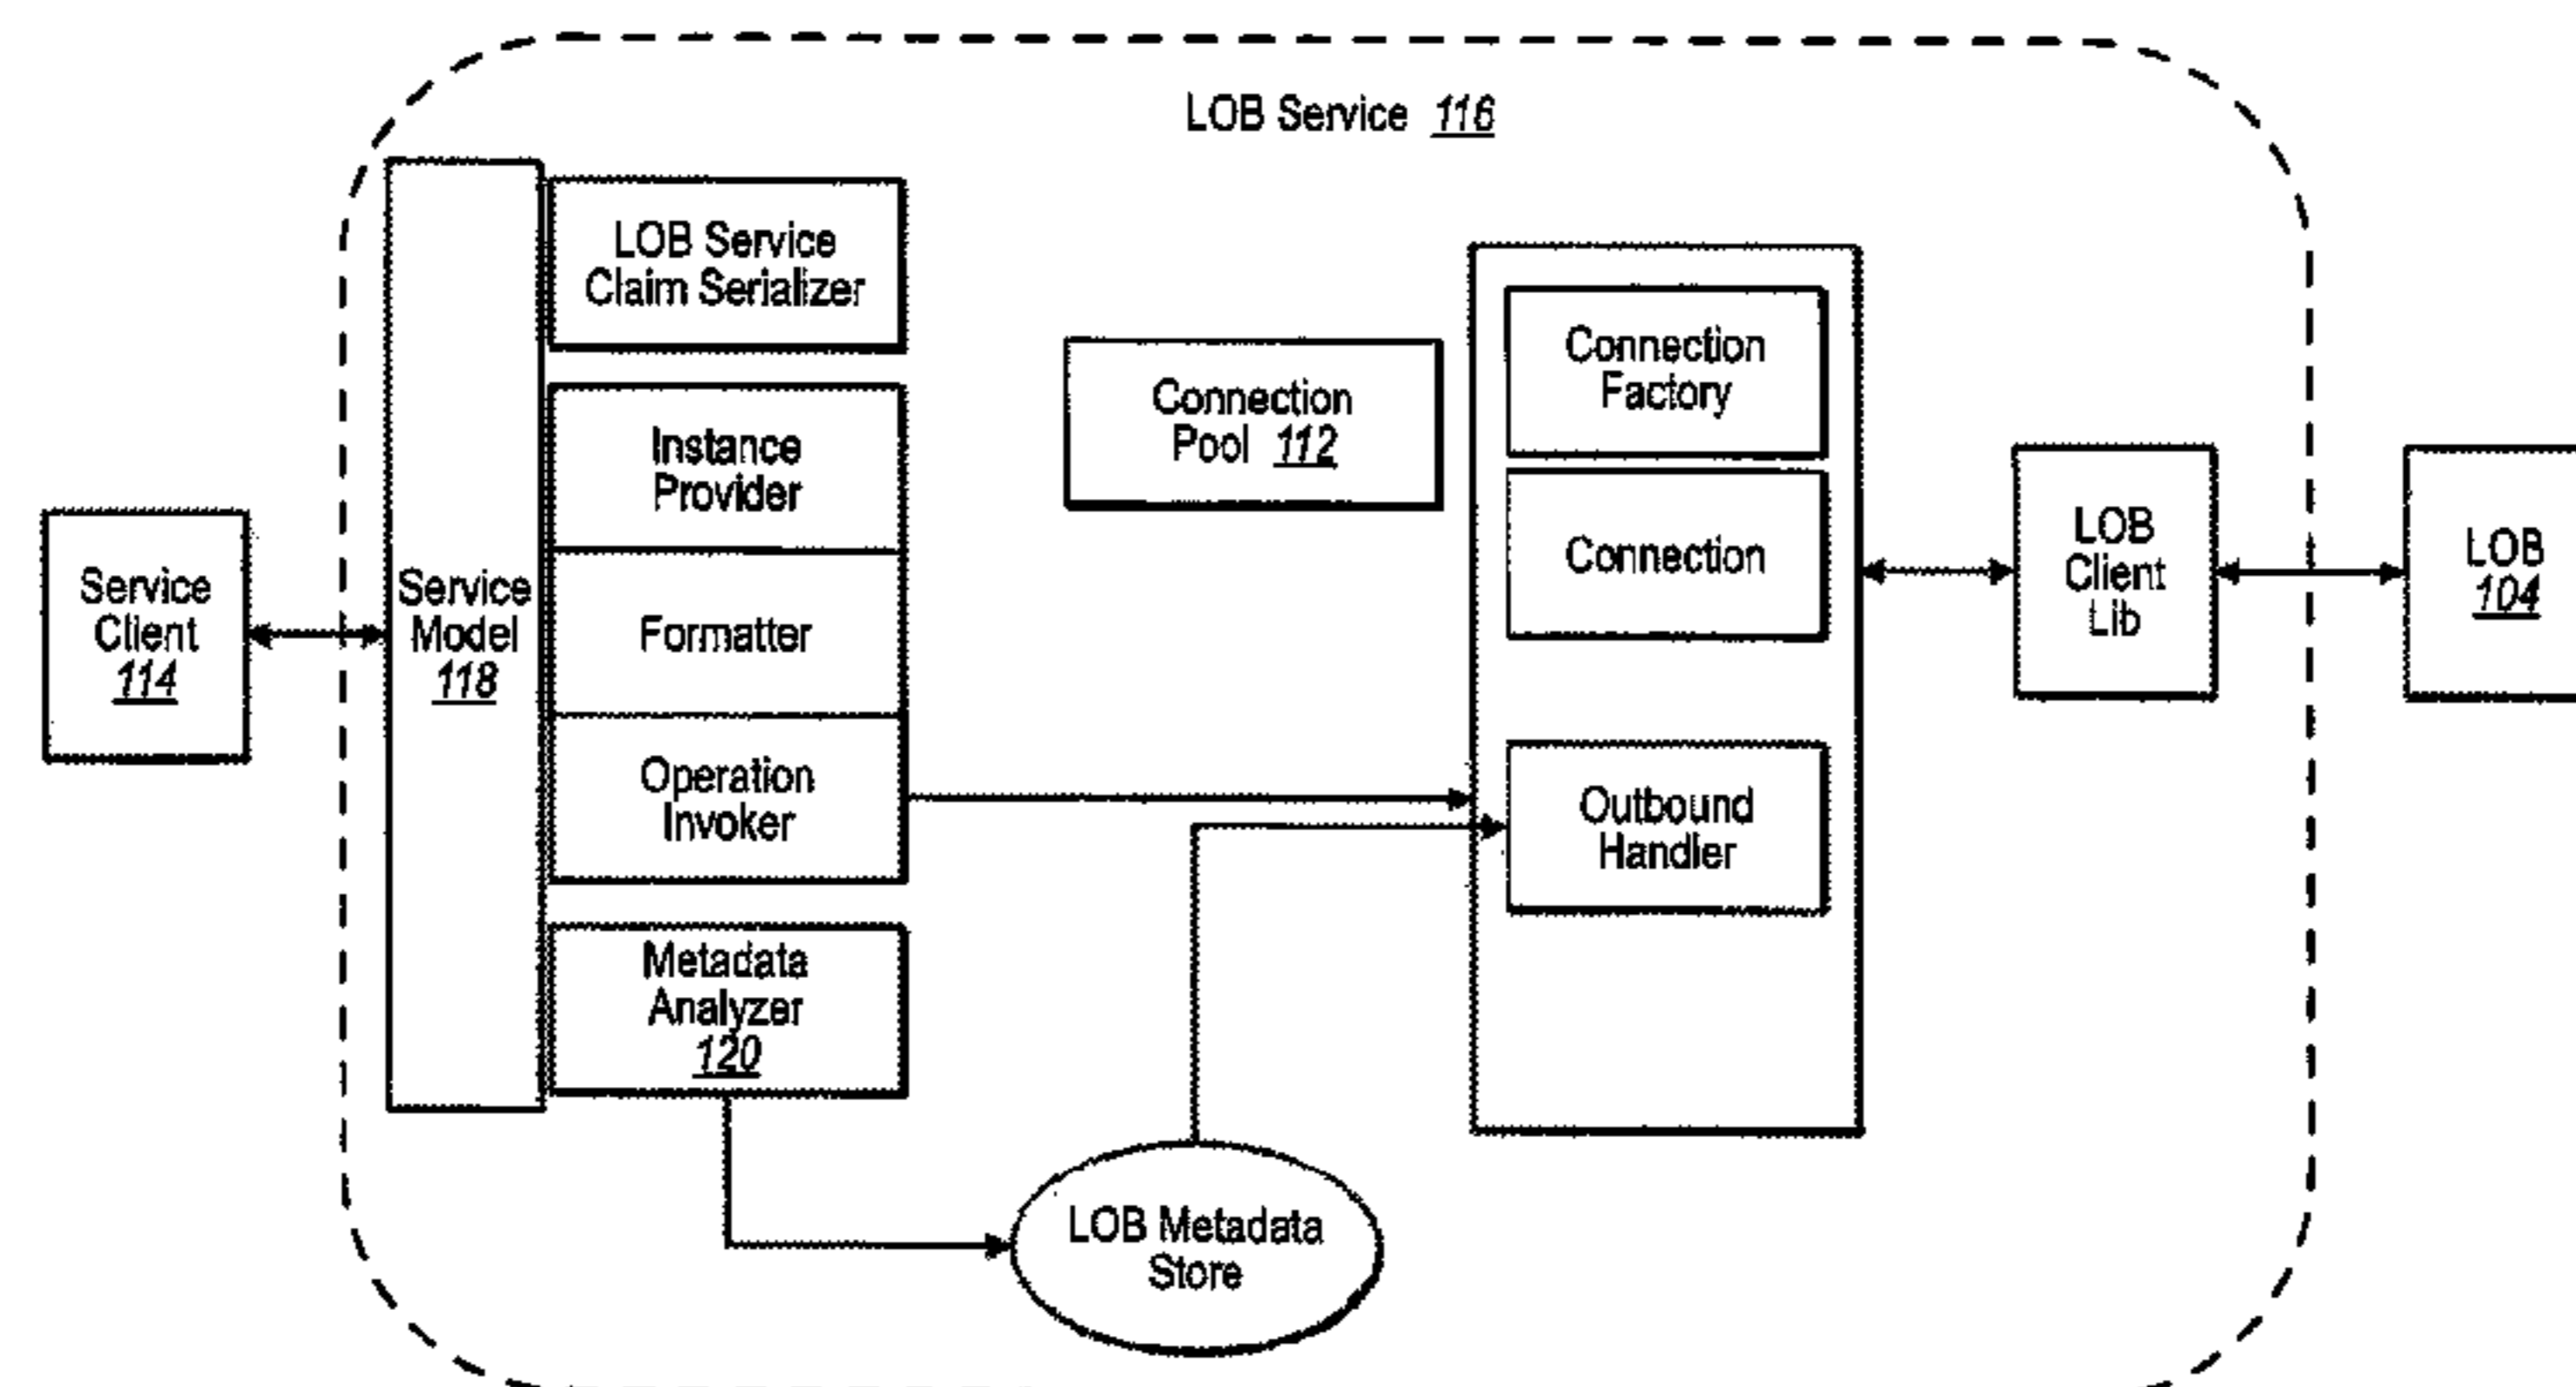 LOB Service 116
LOB Service
Claim Serializer
Instance
Provider
Formatter
Operation
Invoker
Metadata
Analyzer
120
Service
Client
114
Service
Model
118
Connection
Pool 112
Connection
Factory
Connection
Outbound
Handler
LOB
Client
Lib
LOB
104
LOB Metadata
Store